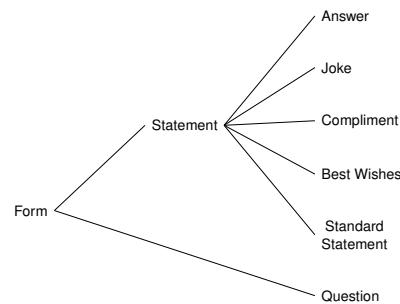 Answer
Joke
Compliment
Statement
Best Wishes
Form
Standard
Statement
Question